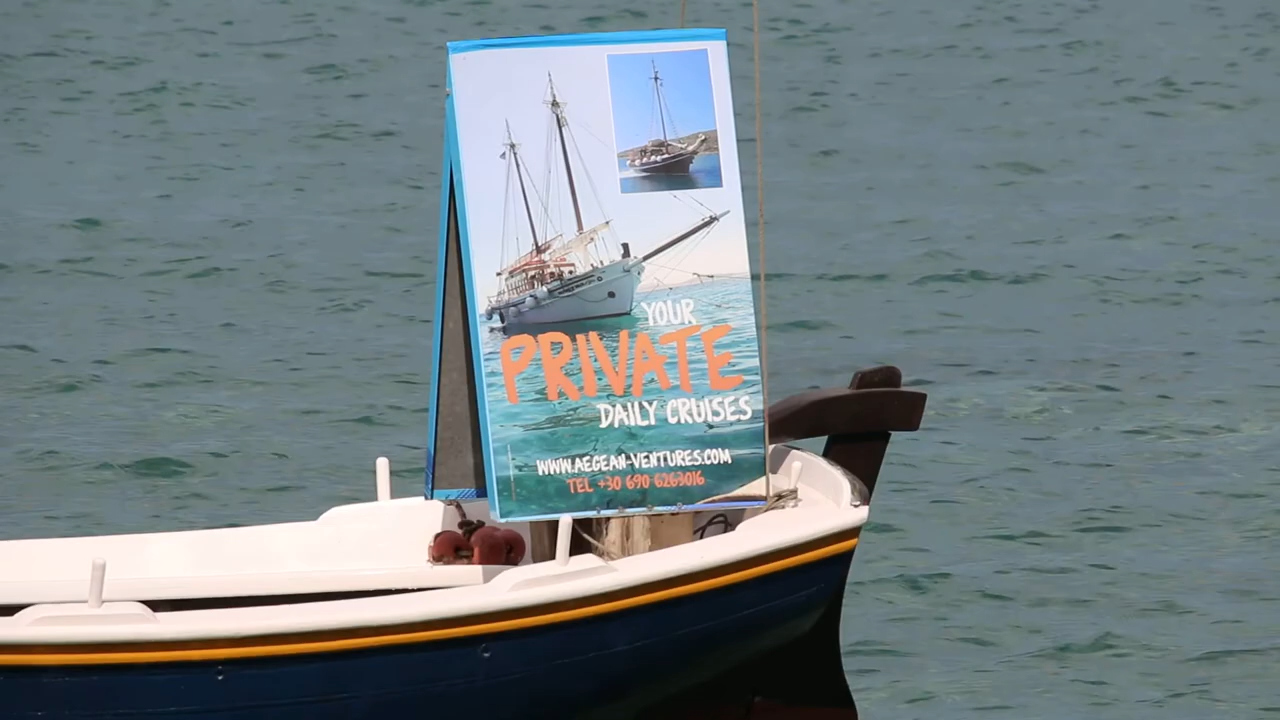 YOUR
PRIVATE
DAILY CRUISES
WWW.AEGEAN-VENTURES.COM
TEL +30 690 6263016